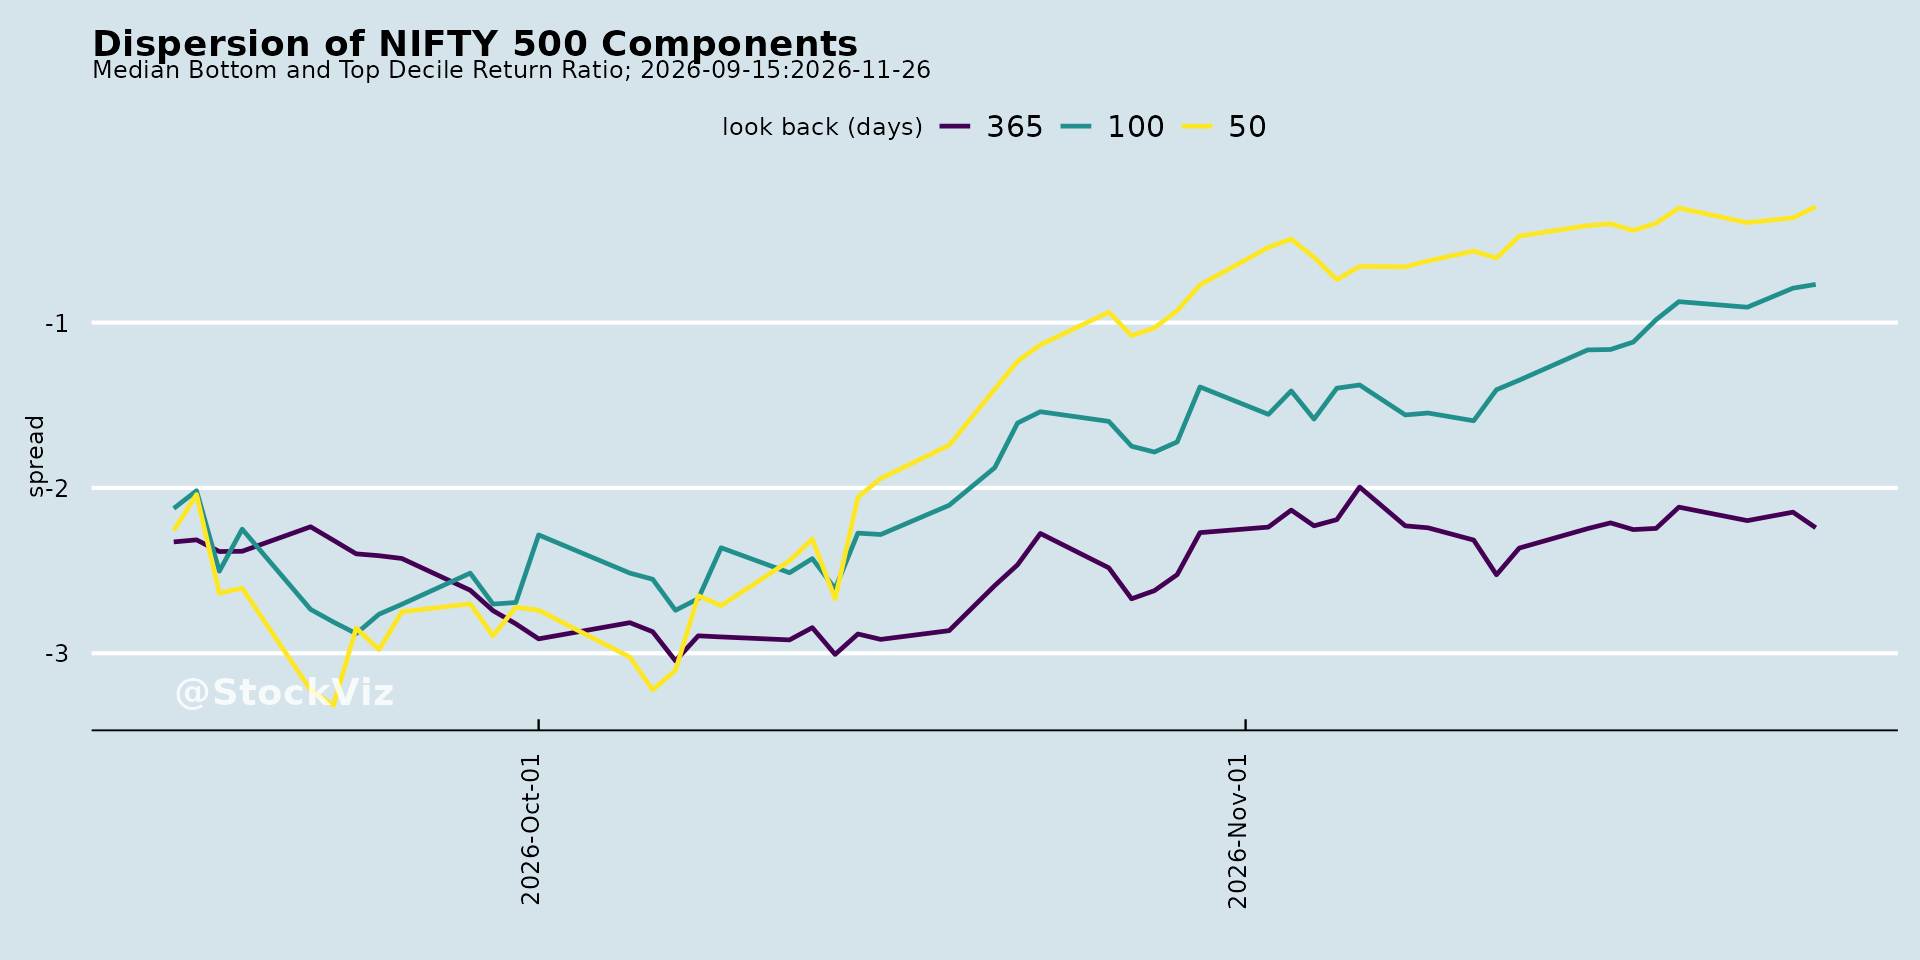 Dispersion of NIFTY 500 Components
Median Bottom and Top Decile Return Ratio; 2026-09-15:2026-11-26
look back (days) 365 100 50
-1
-2
-3
spread
@StockViz
2026-Oct-01
2026-Nov-01